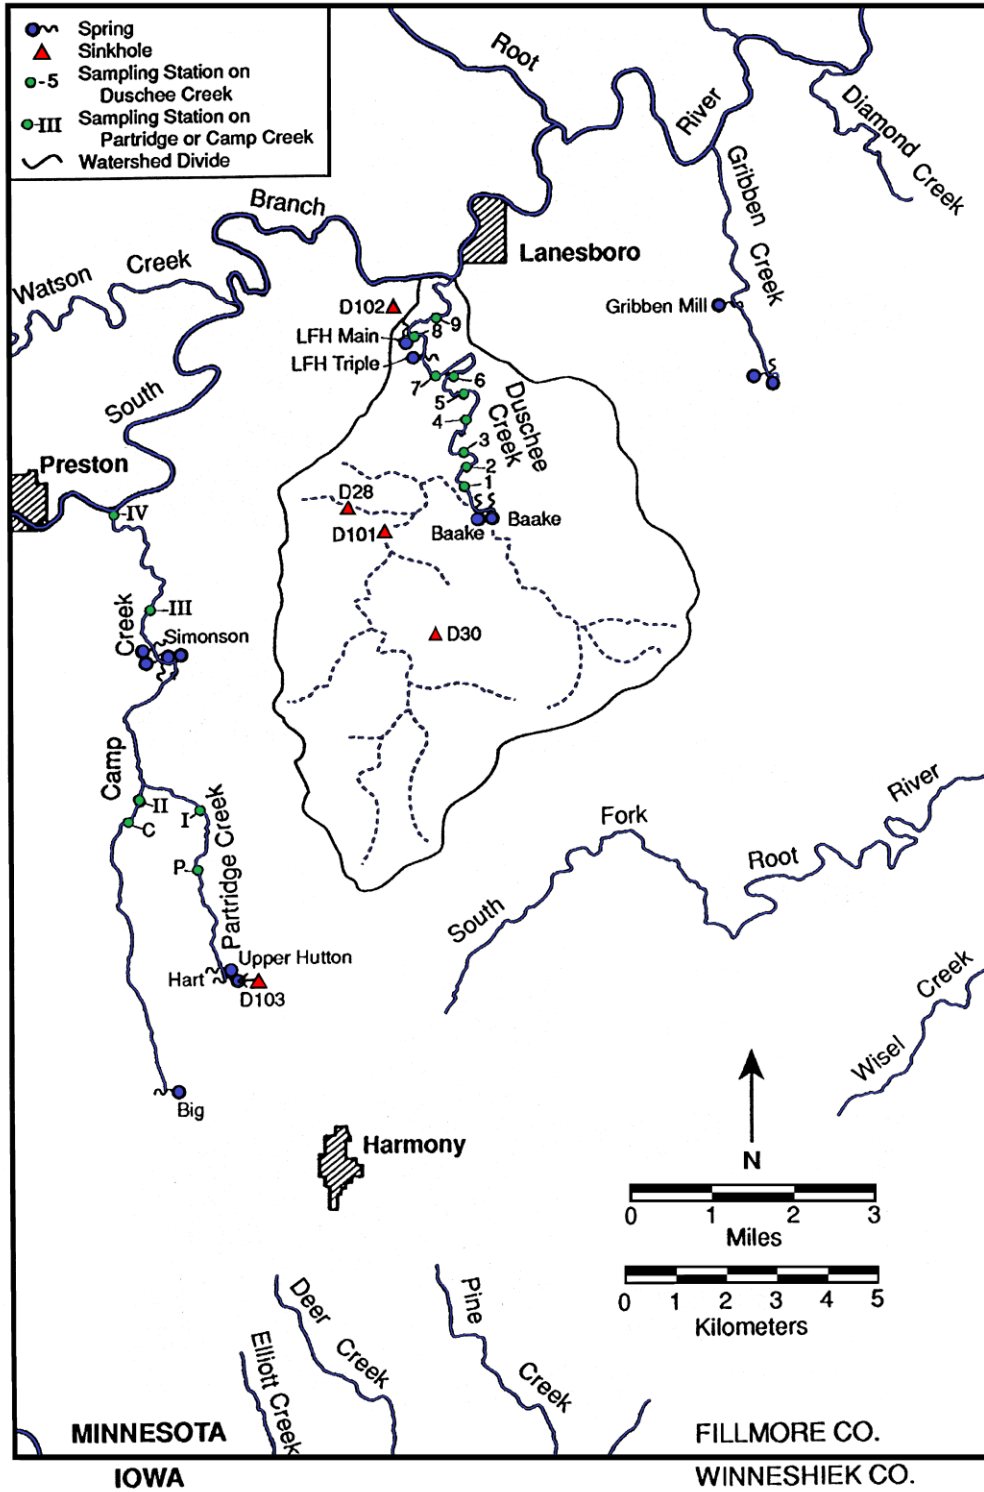 Spring
Sinkhole
-5 Sampling Station on
Duschee Creek
-III Sampling Station on
Partridge or Camp Creek
Watershed Divide
Root
River
Diamond
Creek
Gribben
Creek
Branch
Lanesboro
Watson
Creek
Gribben Mill
D102
9
LFH Main
8
LFH Triple
7
6
5
4
Duschee
Creek
3
2
1
South
Preston
D28
D101
Baake
Baake
IV
III
Creek
Simonson
D30
Camp
II
I
C
P
Partridge Creek
Upper Hutton
Hart
D103
Big
Fork
River
Root
South
Creek
Wisel
Harmony
N
0 1 2 3
Miles
0 1 2 3 4 5
Kilometers
Deer
Creek
Pine
Creek
Elliott Creek
MINNESOTA
FILLMORE CO.
IOWA
WINNESHIEK CO.